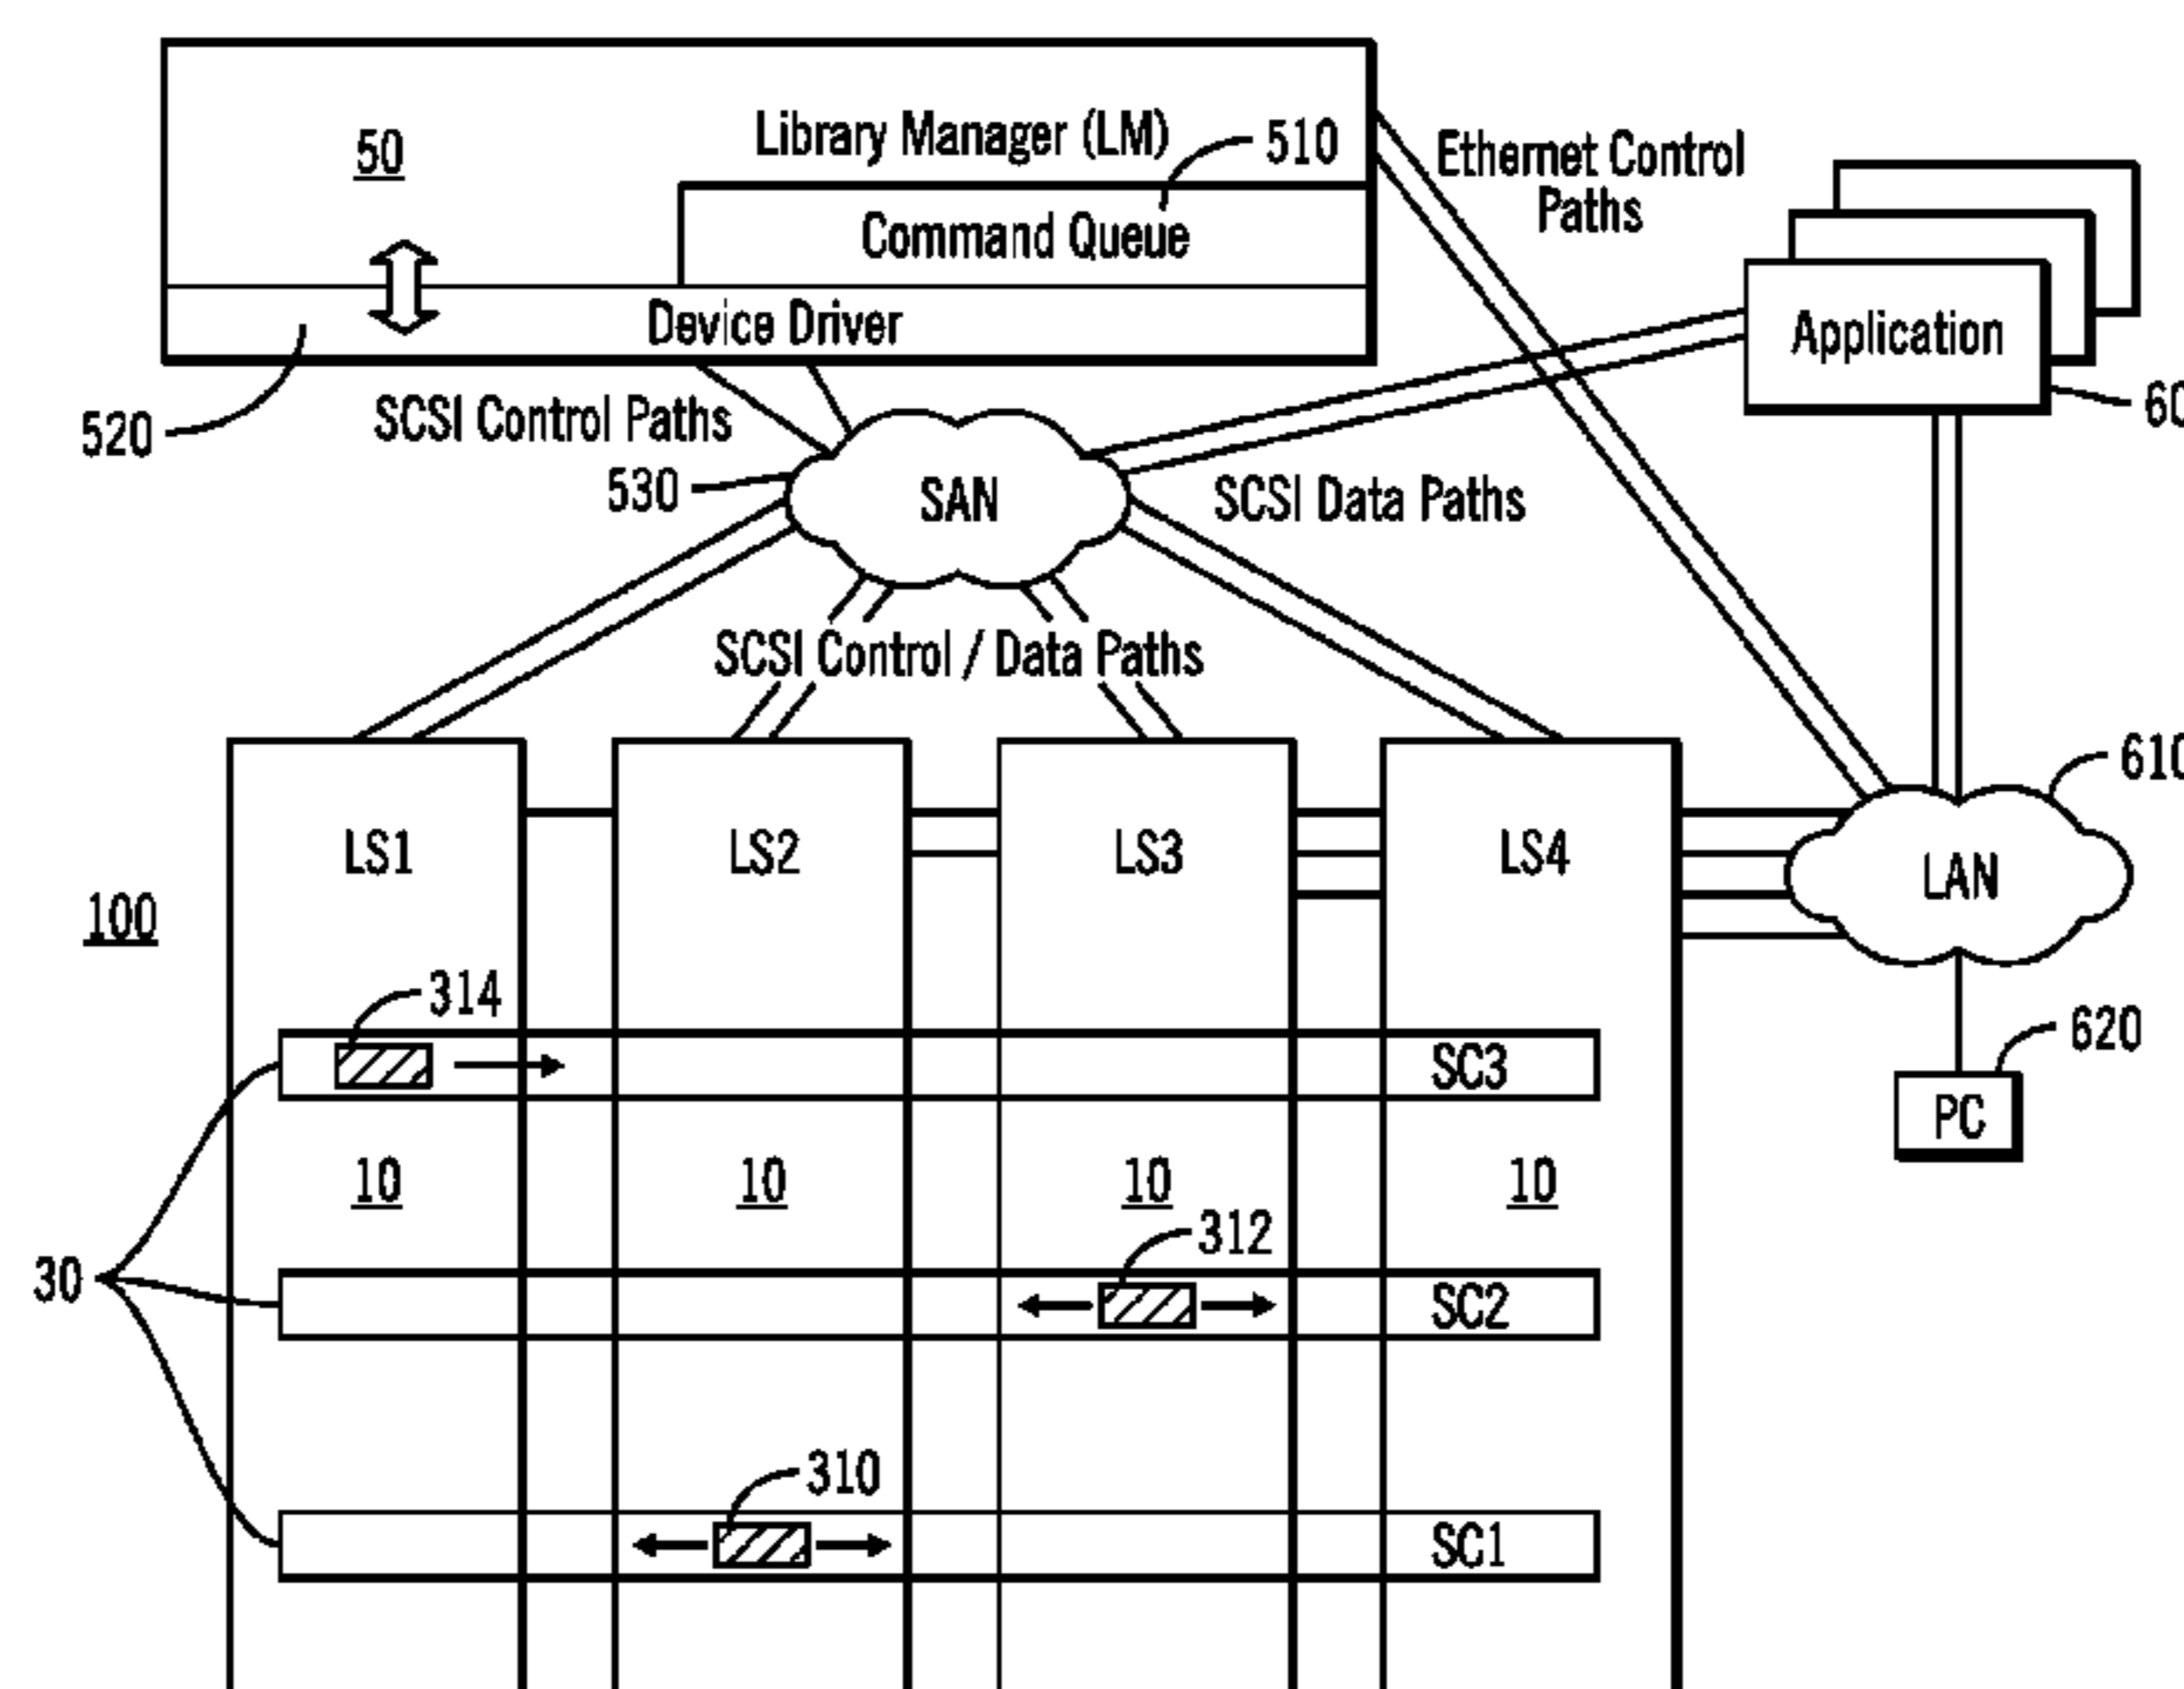 Library Manager (LM)
50
510
Command Queue
Device Driver
520
Ethernet Control
Paths
Application
60
SCSI Control Paths
530
SAN
SCSI Data Paths
SCSI Control / Data Paths
LS1
LS2
LS3
LS4
610
LAN
100
314
SC3
620
PC
10
10
10
10
312
30
SC2
310
SC1